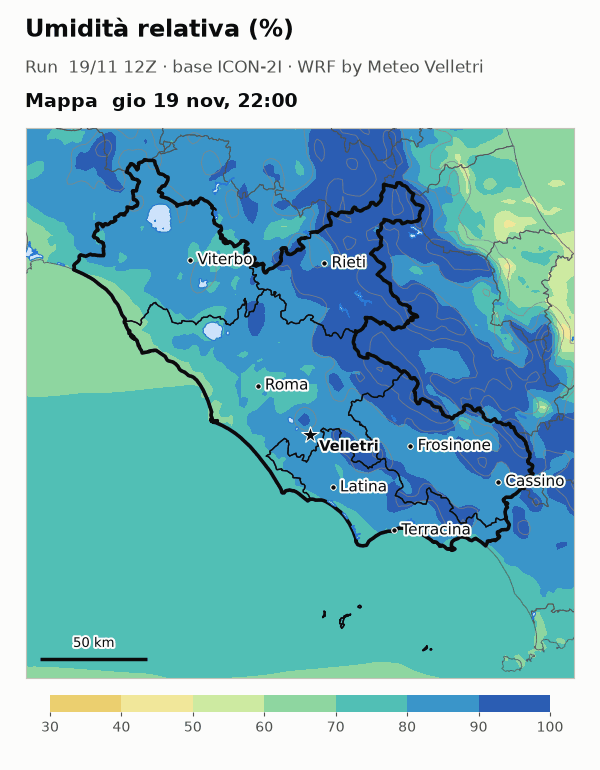 Umidità relativa (%)
Run  19/11 12Z · base ICON-2I · WRF by Meteo Velletri
Mappa  gio 19 nov, 22:00
Viterbo
Rieti
Roma
Velletri
Frosinone
Cassino
Latina
Terracina
50 km
30 40 50 60 70 80 90 100